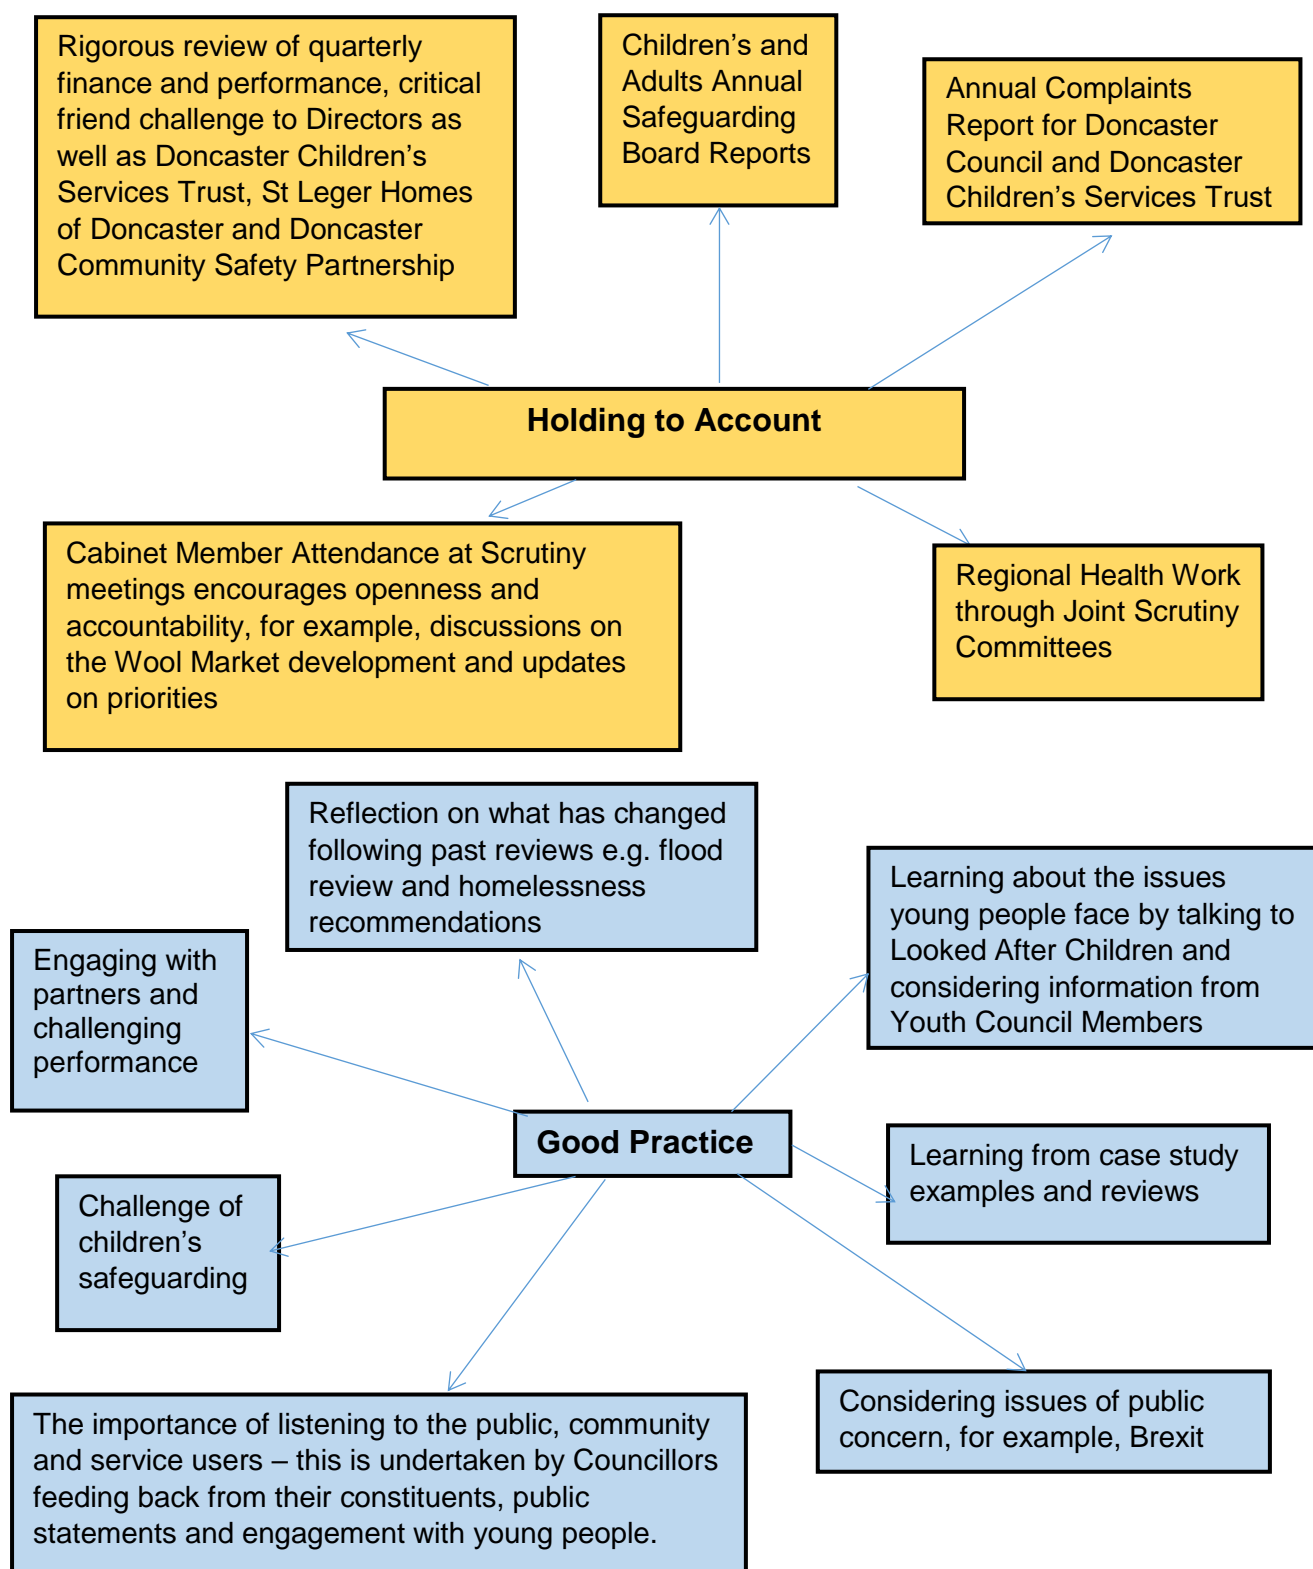 Rigorous review of quarterly
finance and performance, critical
friend challenge to Directors as
well as Doncaster Children’s
Services Trust, St Leger Homes
of Doncaster and Doncaster
Community Safety Partnership
Children’s and
Adults Annual
Safeguarding
Board Reports
Annual Complaints
Report for Doncaster
Council and Doncaster
Children’s Services Trust
Holding to Account
Cabinet Member Attendance at Scrutiny
meetings encourages openness and
accountability, for example, discussions on
the Wool Market development and updates
on priorities
Regional Health Work
through Joint Scrutiny
Committees
Reflection on what has changed
following past reviews e.g. flood
review and homelessness
recommendations
Learning about the issues
young people face by talking to
Looked After Children and
considering information from
Youth Council Members
Engaging with
partners and
challenging
performance
Good Practice
Learning from case study
examples and reviews
Challenge of
children’s
safeguarding
Considering issues of public
concern, for example, Brexit
The importance of listening to the public, community
and service users – this is undertaken by Councillors
feeding back from their constituents, public
statements and engagement with young people.